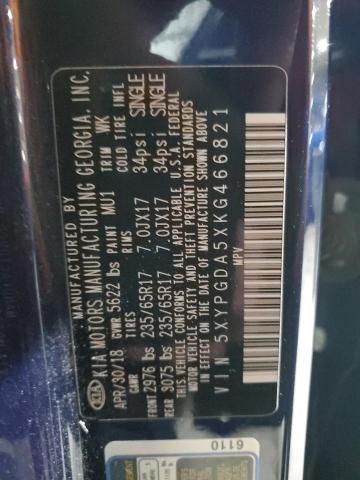 MANUFACTURED BY
KIA MOTORS MANUFACTURING GEORGIA, INC.
APR/30/18 GVWR 5622 lbs PAINT MU1 TRIM WK
GAWR TIRES RIMS COLD TIRE INFL
FRONT 2976 lbs 235/65R17 7.0JX17 34psi SINGLE
REAR 3075 lbs 235/65R17 7.0JX17 34psi SINGLE
THIS VEHICLE CONFORMS TO ALL APPLICABLE U.S.A. FEDERAL
MOTOR VEHICLE SAFETY AND THEFT PREVENTION STANDARDS
IN EFFECT ON THE DATE OF MANUFACTURE SHOWN ABOVE.
VIN 5XYPGDA5XKG466821
MPV
KIA
6110